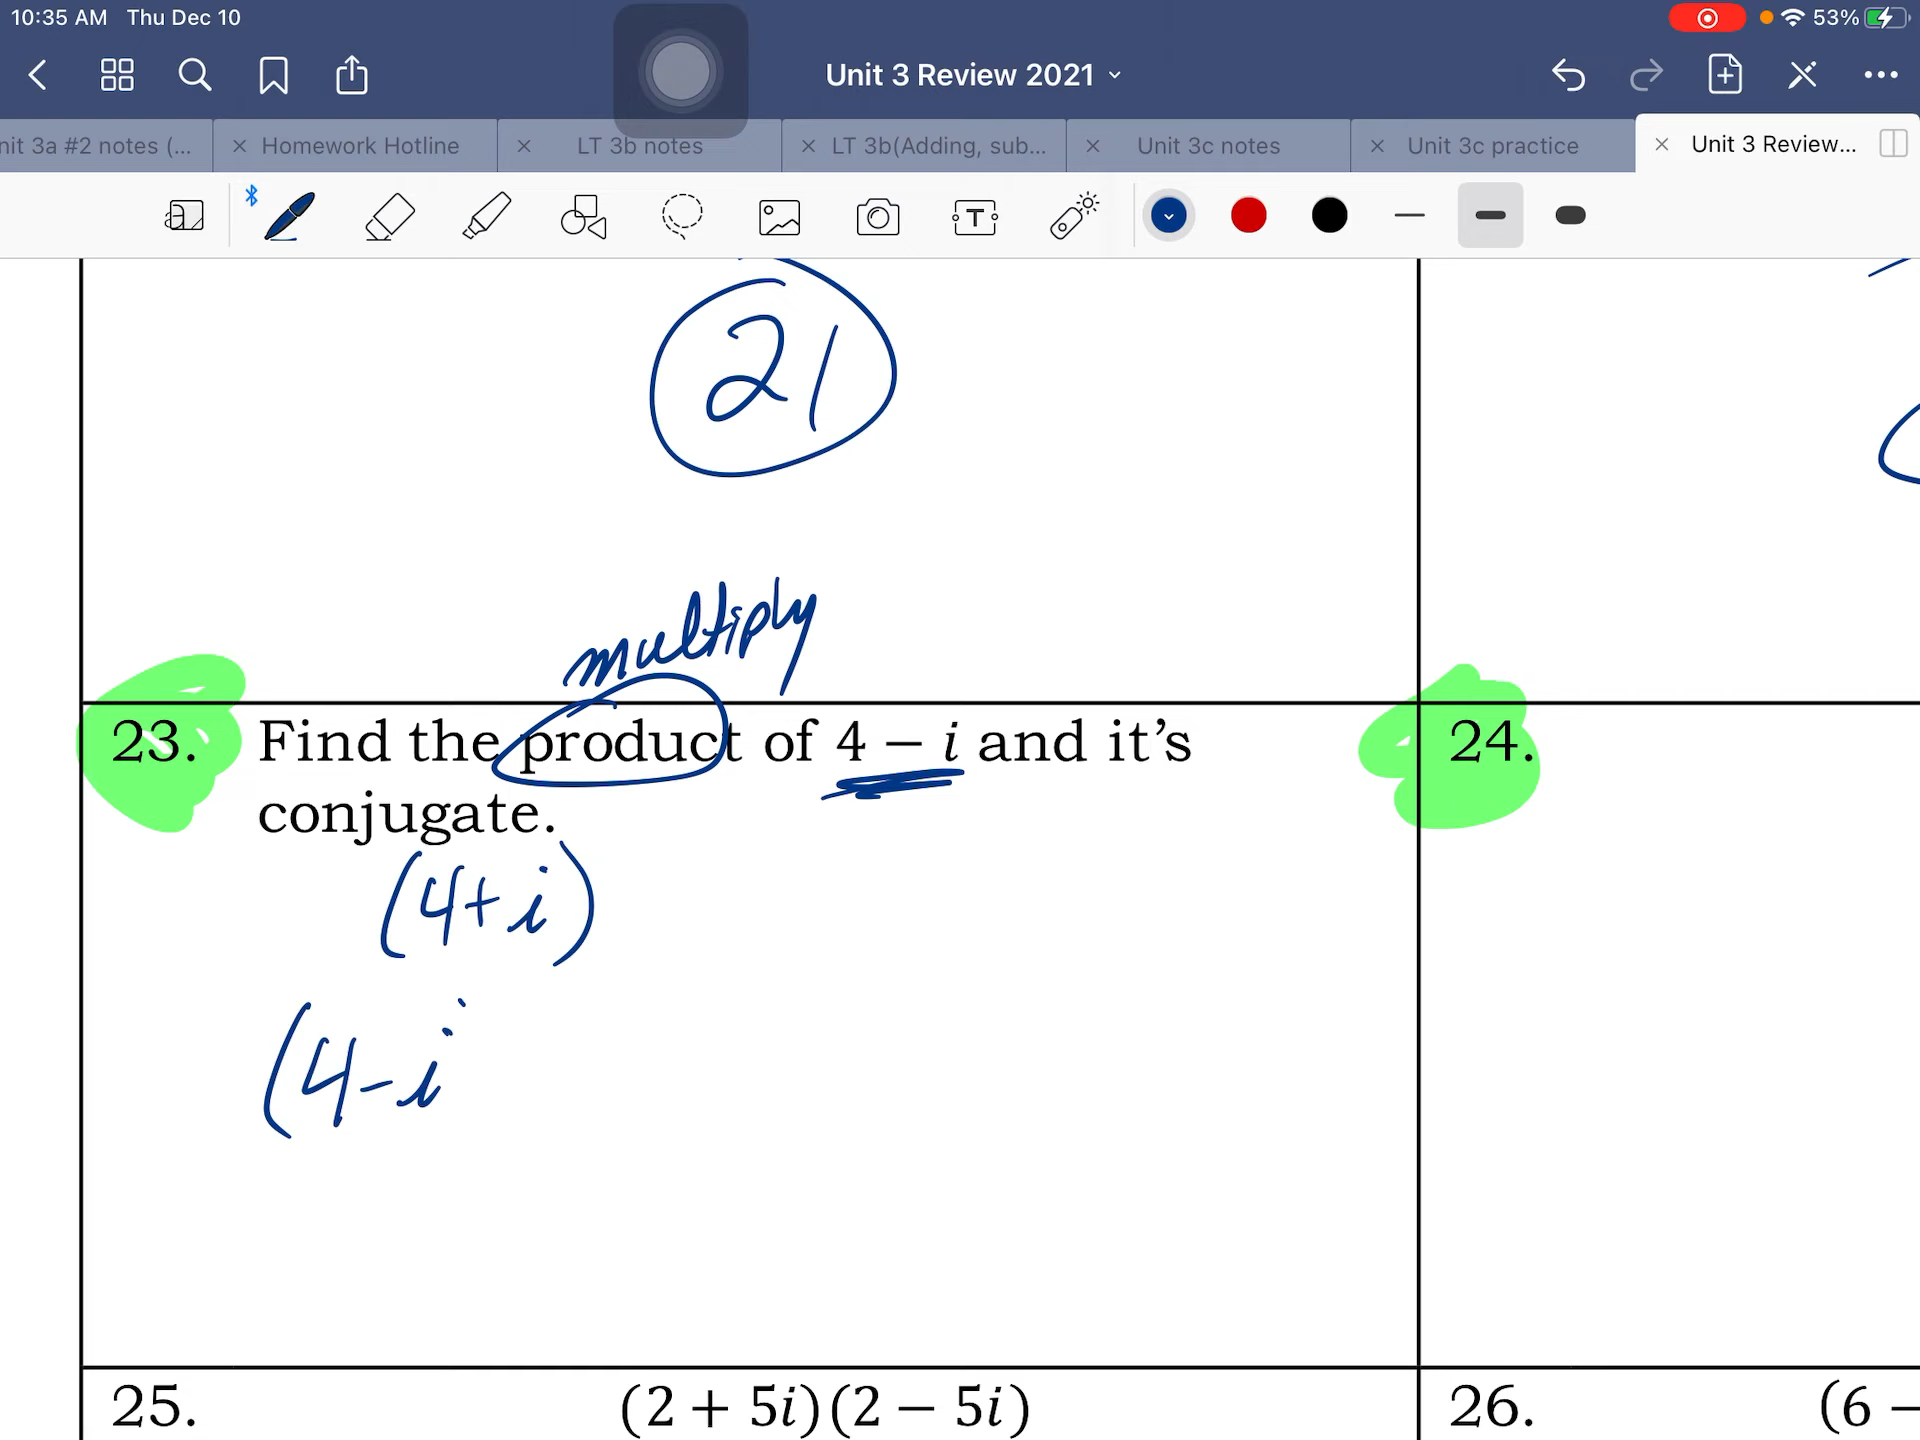 10:35 AM Thu Dec 10
53%
Unit 3 Review 2021
nit 3a #2 notes (...
Homework Hotline
LT 3b notes
LT 3b(Adding, sub...
Unit 3c notes
Unit 3c practice
Unit 3 Review...
21
multiply
23. Find the product of 4 − i and it’s
conjugate.
(4+i)
(4-i
24.
25. (2 + 5i)(2 − 5i)
26. (6 −